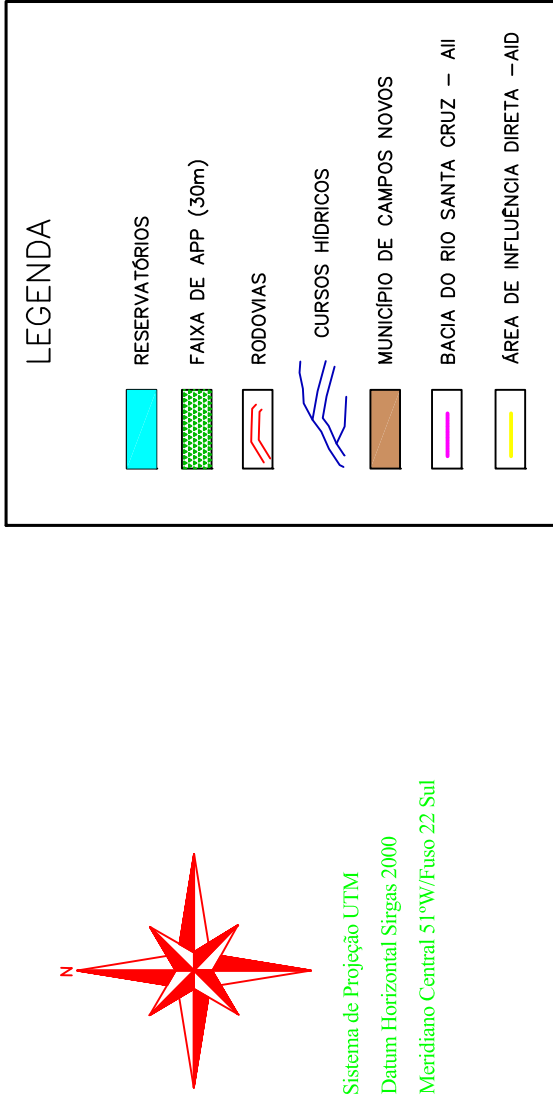 LEGENDA
RESERVATÓRIOS
FAIXA DE APP (30m)
RODOVIAS
CURSOS HÍDRICOS
MUNICÍPIO DE CAMPOS NOVOS
BACIA DO RIO SANTA CRUZ - AII
ÁREA DE INFLUÊNCIA DIRETA -AID
N
Sistema de Projeção UTM
Datum Horizontal Sirgas 2000
Meridiano Central 51°W/Fuso 22 Sul